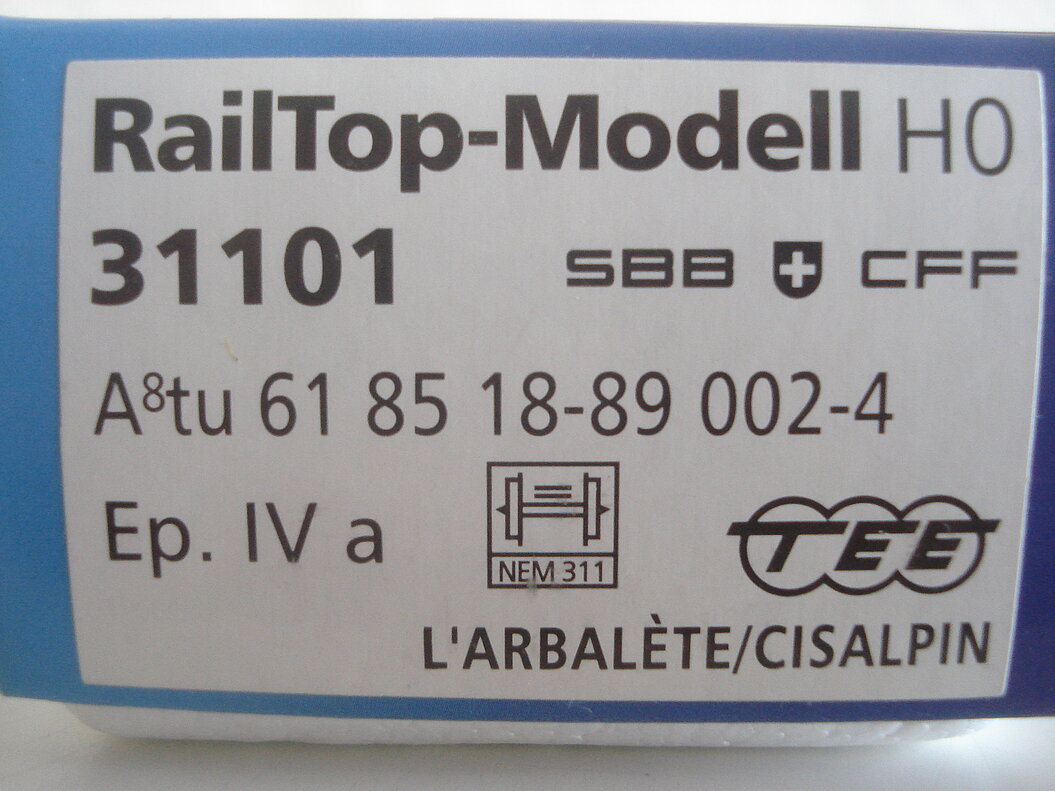 RailTop-Modell H0
31101 SBB CFF
A⁸tu 61 85 18-89 002-4
Ep. IV a
NEM 311
TEE
L'ARBALÈTE/CISALPIN